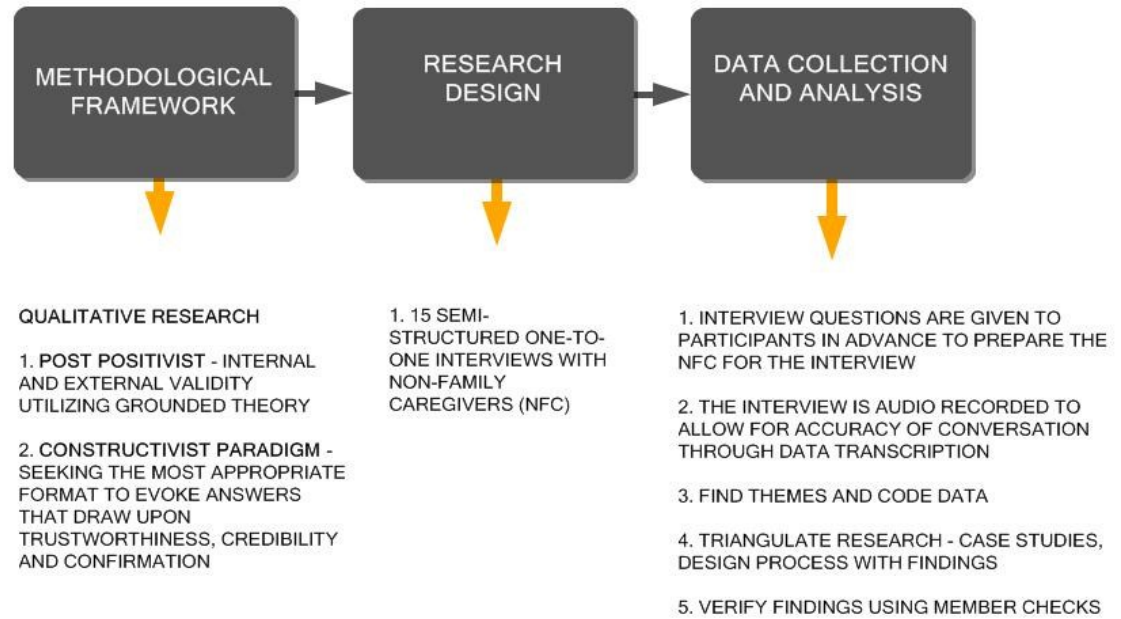 METHODOLOGICAL
FRAMEWORK
RESEARCH
DESIGN
DATA COLLECTION
AND ANALYSIS
QUALITATIVE RESEARCH
1. POST POSITIVIST - INTERNAL
AND EXTERNAL VALIDITY
UTILIZING GROUNDED THEORY
2. CONSTRUCTIVIST PARADIGM -
SEEKING THE MOST APPROPRIATE
FORMAT TO EVOKE ANSWERS
THAT DRAW UPON
TRUSTWORTHINESS, CREDIBILITY
AND CONFIRMATION
1. 15 SEMI-
STRUCTURED ONE-TO-
ONE INTERVIEWS WITH
NON-FAMILY
CAREGIVERS (NFC)
1. INTERVIEW QUESTIONS ARE GIVEN TO
PARTICIPANTS IN ADVANCE TO PREPARE THE
NFC FOR THE INTERVIEW
2. THE INTERVIEW IS AUDIO RECORDED TO
ALLOW FOR ACCURACY OF CONVERSATION
THROUGH DATA TRANSCRIPTION
3. FIND THEMES AND CODE DATA
4. TRIANGULATE RESEARCH - CASE STUDIES,
DESIGN PROCESS WITH FINDINGS
5. VERIFY FINDINGS USING MEMBER CHECKS